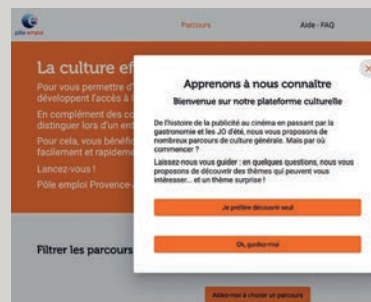 pôle emploi
Parcours
Aide - FAQ
La culture ef
Pour vous permettre d'
développent l'accès à l
En complément des co
distinguer lors d'un ent
Pour cela, vous bénéfic
facilement et rapideme
Lancez-vous !
Pôle emploi Provence-
Filtrer les parcours
Apprenons à nous connaître
Bienvenue sur notre plateforme culturelle
De l'histoire de la publicité au cinéma en passant par la
gastronomie et les JO d'été, nous vous proposons de
nombreux parcours de culture générale. Mais par où
commencer ?
Laissez-nous vous guider : en quelques questions, nous vous
proposons de découvrir des thèmes qui peuvent vous
intéresser... et un thème surprise !
Je préfère découvrir seul
Ok, guidez-moi
Aidez-moi à choisir un parcours